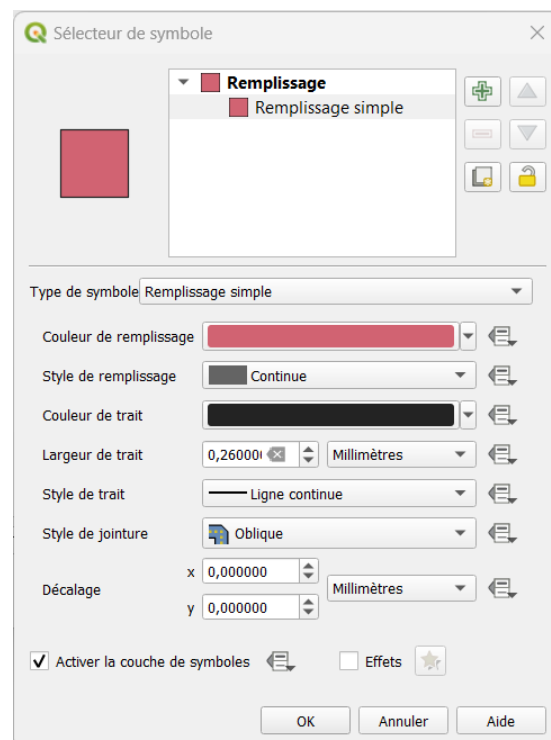 Sélecteur de symbole
Remplissage
Remplissage simple
Type de symbole Remplissage simple
Couleur de remplissage
Style de remplissage Continue
Couleur de trait
Largeur de trait 0,26000 Millimètres
Style de trait Ligne continue
Style de jointure Oblique
x 0,000000
Décalage Millimètres
y 0,000000
Activer la couche de symboles Effets
OK Annuler Aide